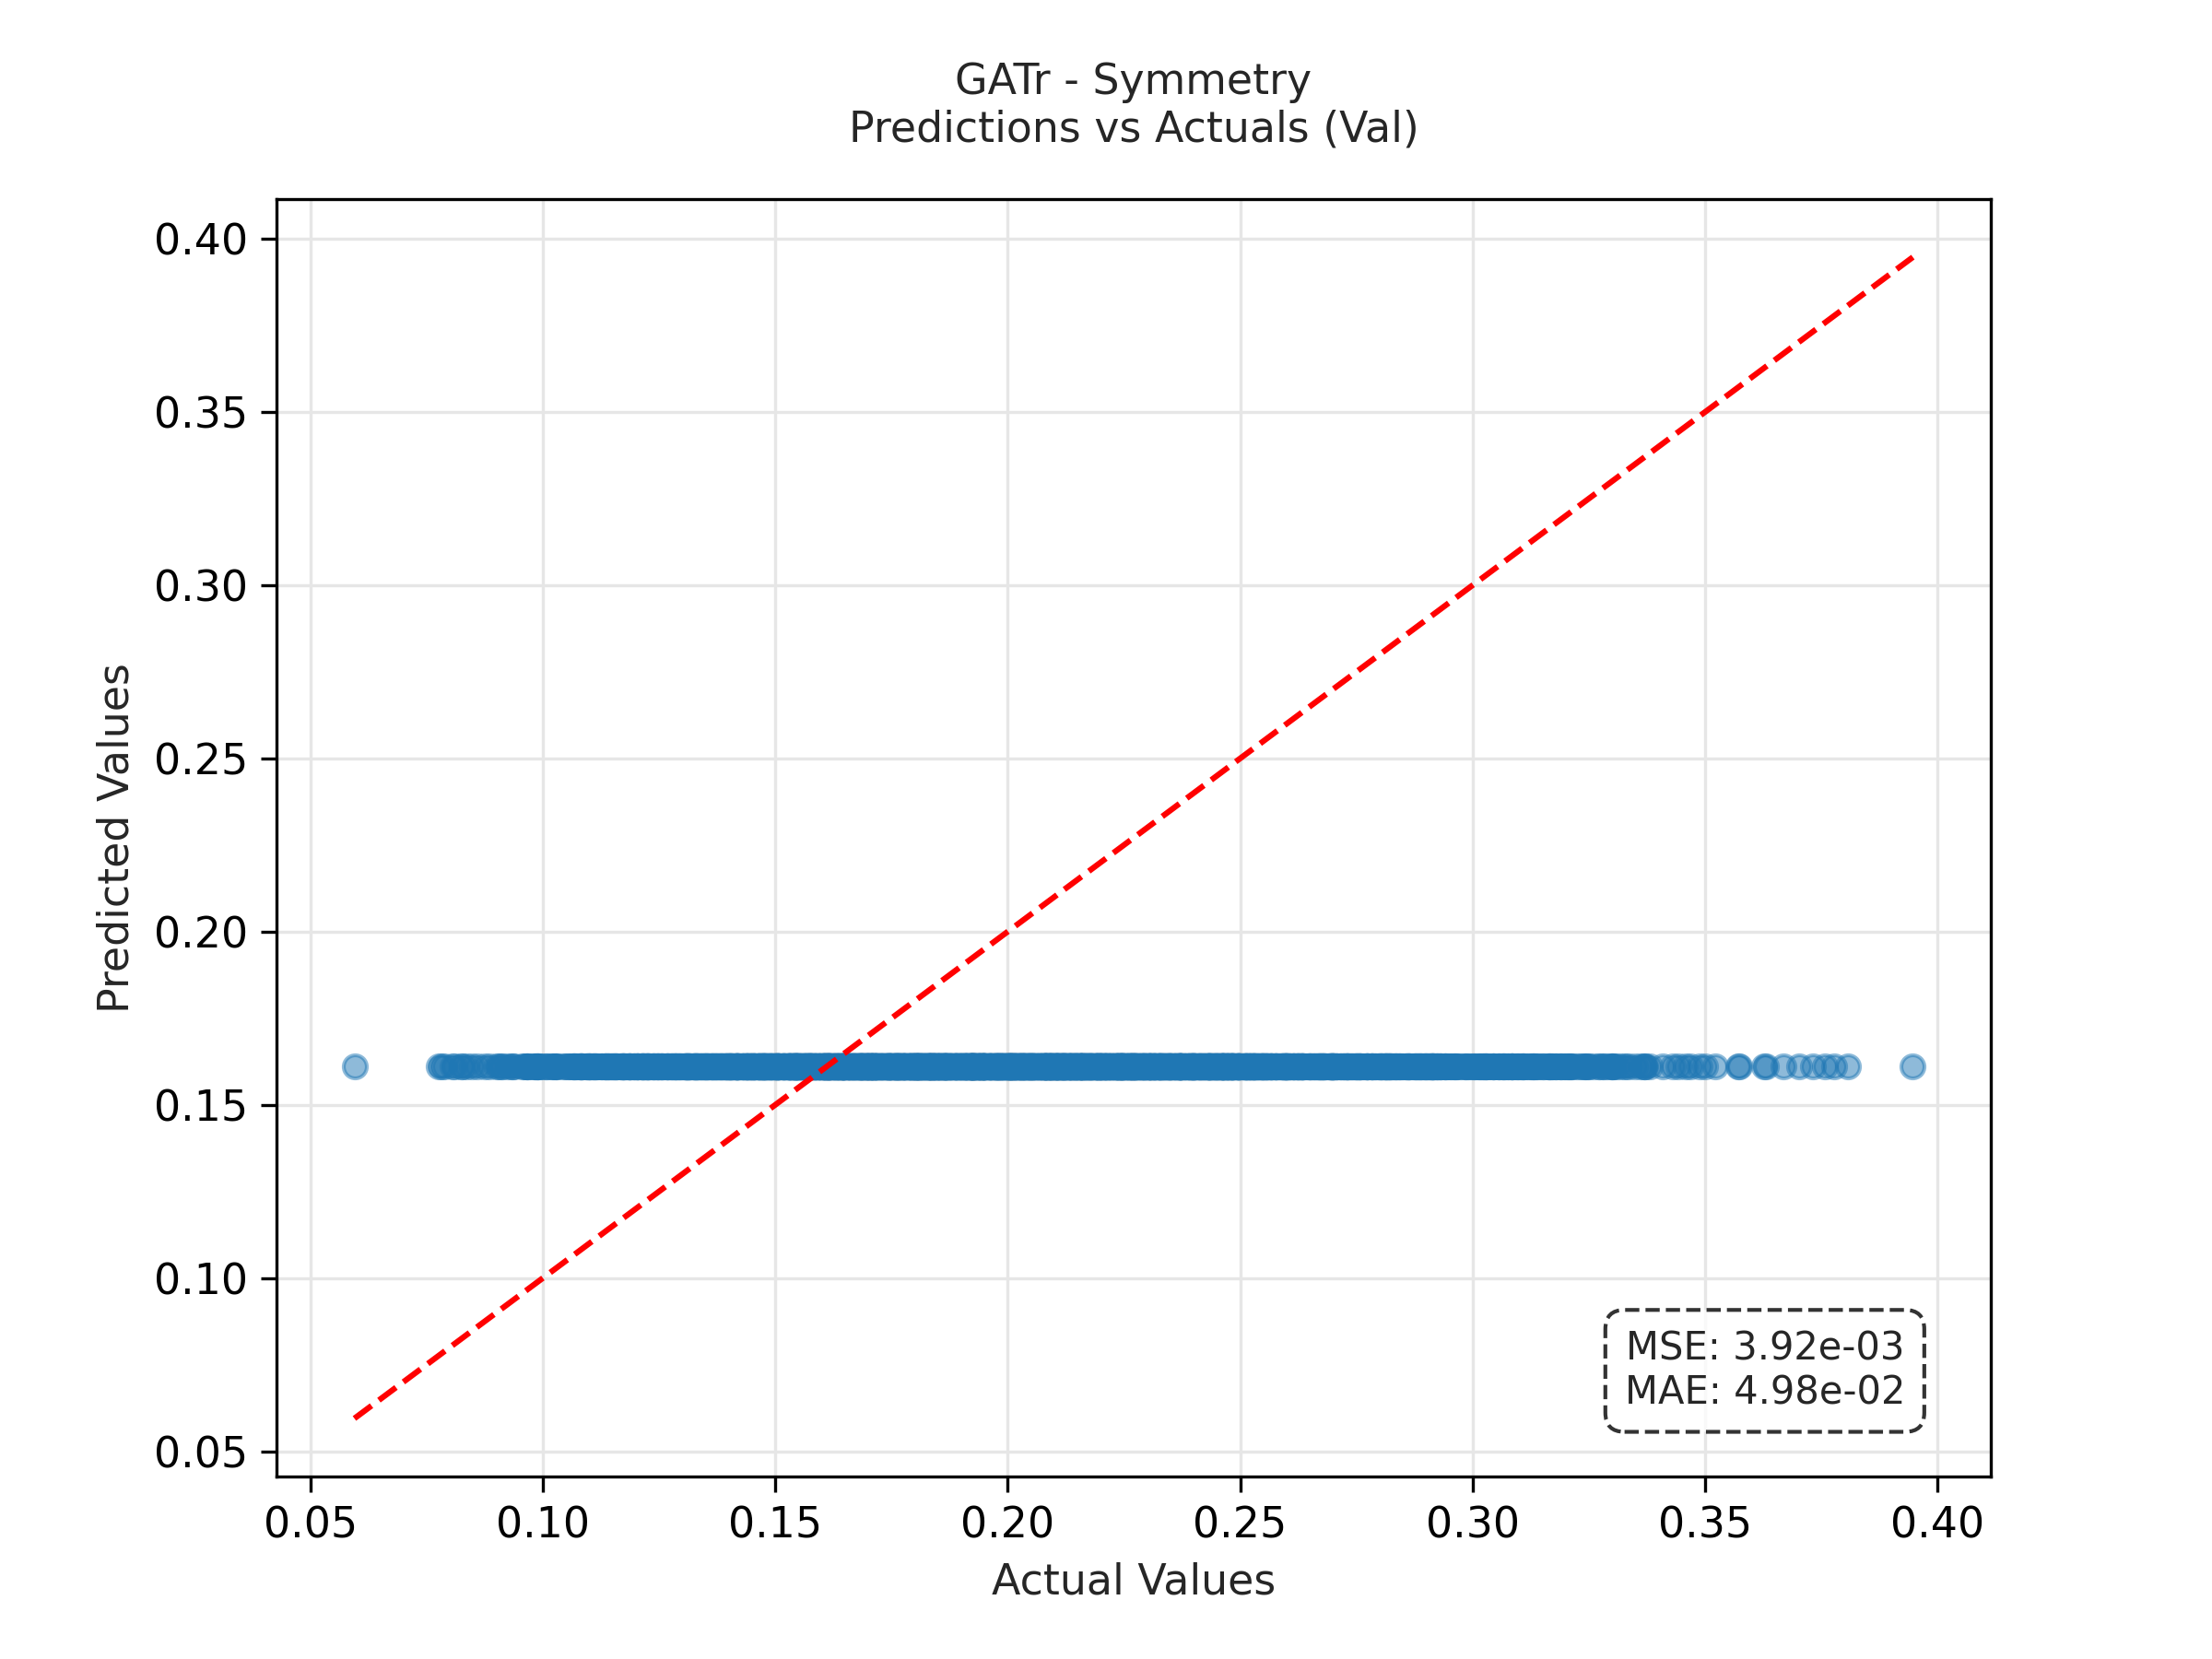 GATr - Symmetry
Predictions vs Actuals (Val)
Predicted Values
0.40
0.35
0.30
0.25
0.20
0.15
0.10
0.05
MSE: 3.92e-03
MAE: 4.98e-02
0.05 0.10 0.15 0.20 0.25 0.30 0.35 0.40
Actual Values